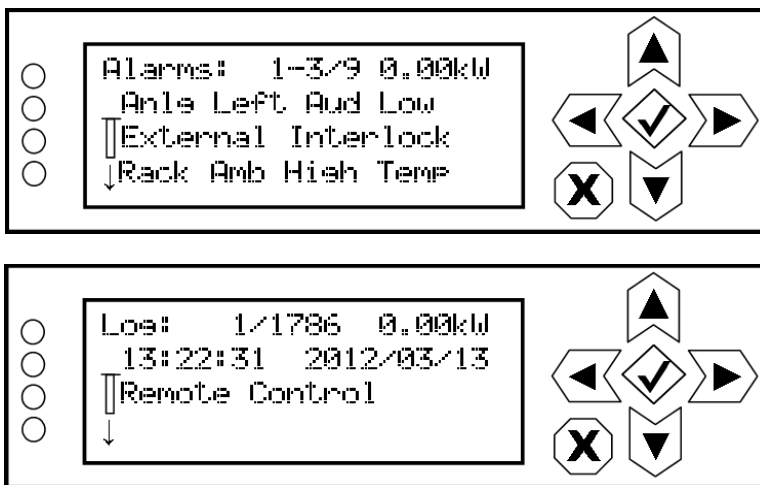 Alarms: 1-3/9 0.00kW
Anlg Left Aud Low
External Interlock
Rack Amb High Temp
Log: 1/1786 0.00kW
13:22:31 2012/03/13
Remote Control